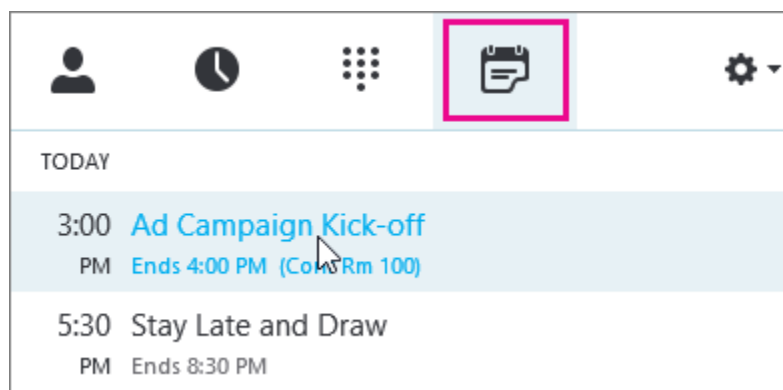 TODAY
3:00 Ad Campaign Kick-off
PM Ends 4:00 PM (Conf Rm 100)
5:30 Stay Late and Draw
PM Ends 8:30 PM